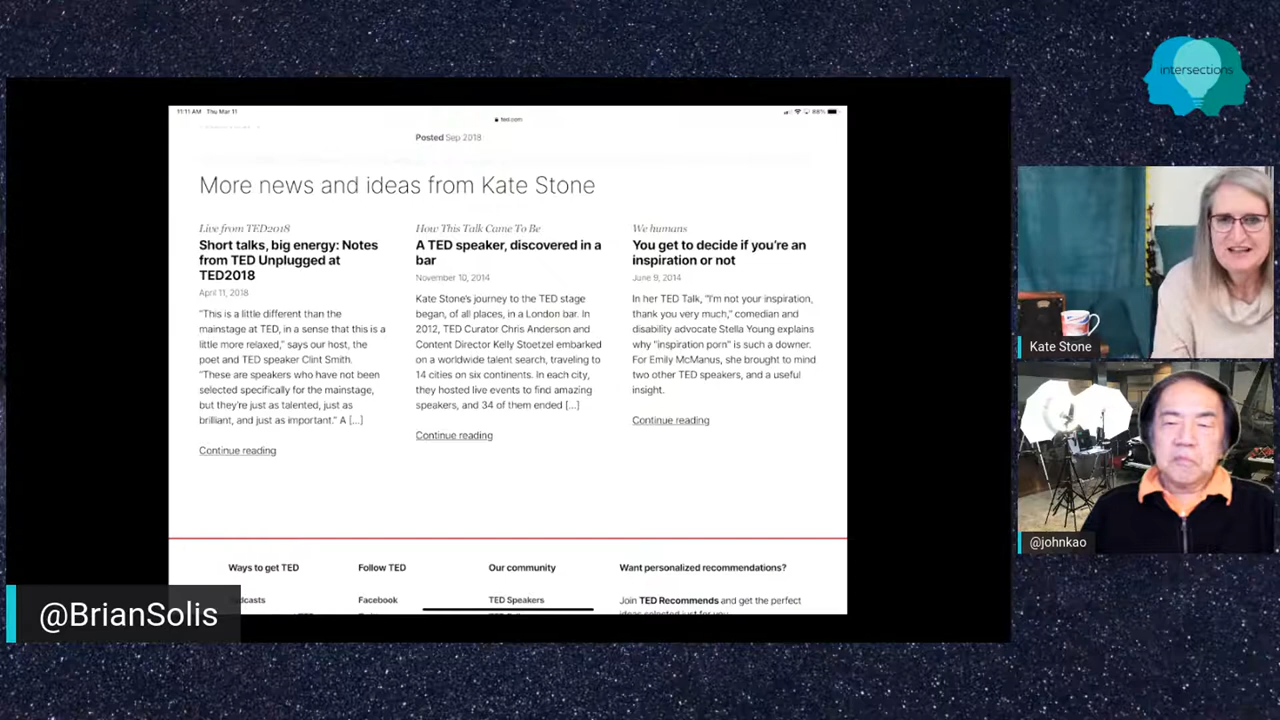 intersections
11:11 AM Thu Mar 11
ted.com
88%
Posted Sep 2018
More news and ideas from Kate Stone
Live from TED2018
Short talks, big energy: Notes
from TED Unplugged at
TED2018
April 11, 2018
"This is a little different than the
mainstage at TED, in a sense that this is a
little more relaxed," says our host, the
poet and TED speaker Clint Smith.
"These are speakers who have not been
selected specifically for the mainstage,
but they're just as talented, just as
brilliant, and just as important." A [...]
Continue reading
How This Talk Came To Be
A TED speaker, discovered in a
bar
November 10, 2014
Kate Stone's journey to the TED stage
began, of all places, in a London bar. In
2012, TED Curator Chris Anderson and
Content Director Kelly Stoetzel embarked
on a worldwide talent search, traveling to
14 cities on six continents. In each city,
they hosted live events to find amazing
speakers, and 34 of them ended [...]
Continue reading
We humans
You get to decide if you're an
inspiration or not
June 9, 2014
In her TED Talk, "I'm not your inspiration,
thank you very much," comedian and
disability advocate Stella Young explains
why "inspiration porn" is such a downer.
For Emily McManus, she brought to mind
two other TED speakers, and a useful
insight.
Continue reading
Ways to get TED
Follow TED
Facebook
Our community
TED Speakers
Want personalized recommendations?
Join TED Recommends and get the perfect
ideas selected just for you
@BrianSolis
Kate Stone
@johnkao